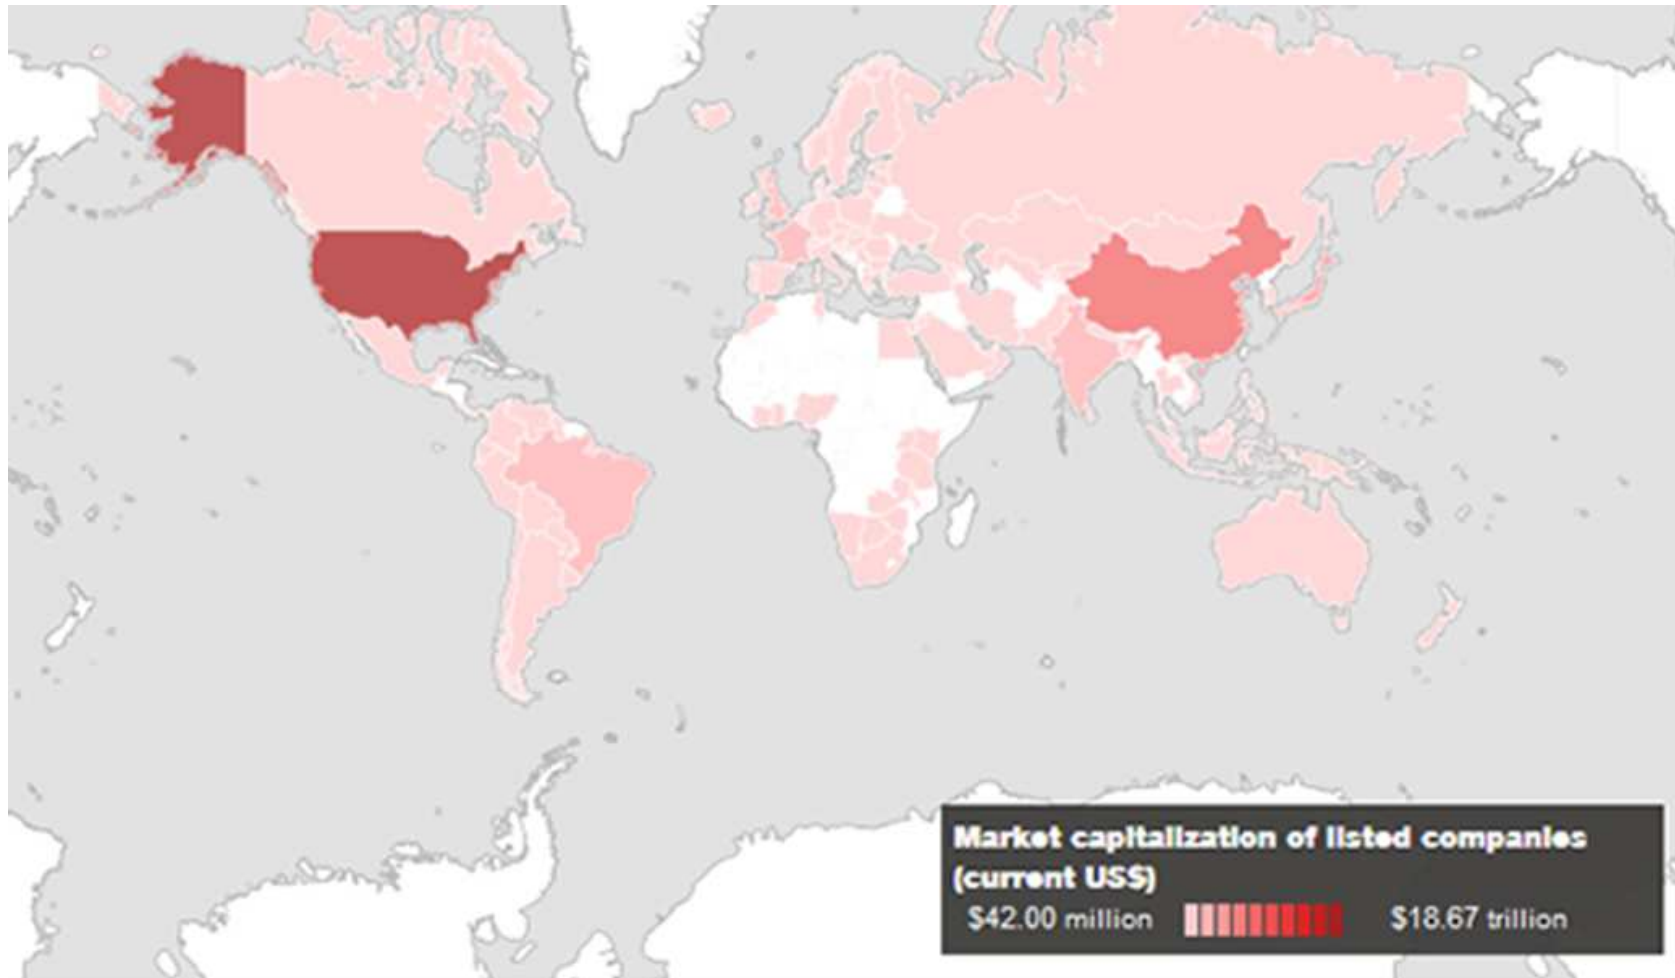 Market capitalization of listed companies
(current US$)
$42.00 million $18.67 trillion